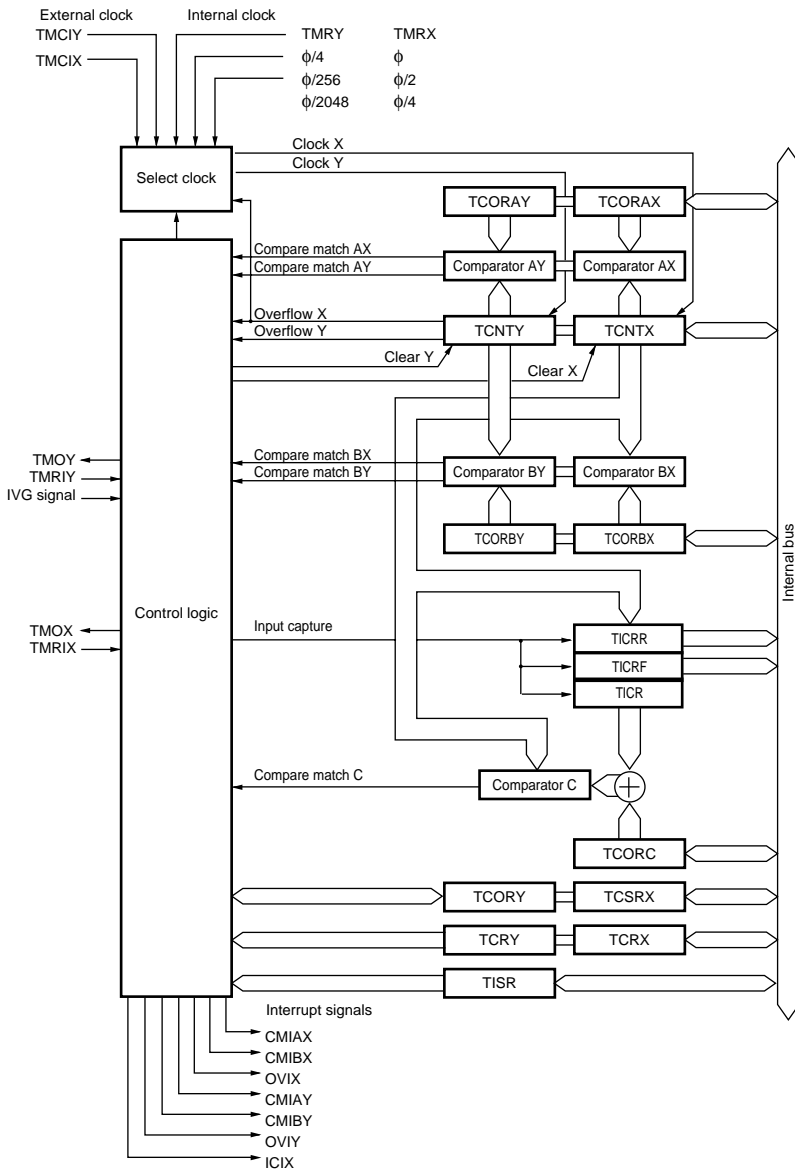 External clock
Internal clock
TMCIY
TMRY
TMRX
TMCIX
ϕ/4
ϕ
ϕ/256
ϕ/2
ϕ/2048
ϕ/4
Clock X
Clock Y
Select clock
TCORAY
TCORAX
Compare match AX
Compare match AY
Comparator AY
Comparator AX
Overflow X
Overflow Y
TCNTY
TCNTX
Clear Y
Clear X
TMOY
TMRIY
IVG signal
Compare match BX
Compare match BY
Comparator BY
Comparator BX
TCORBY
TCORBX
Internal bus
Control logic
TMOX
TMRIX
Input capture
TICRR
TICRF
TICR
Compare match C
Comparator C
+
TCORC
TCORY
TCSRX
TCRY
TCRX
TISR
Interrupt signals
CMIAX
CMIBX
OVIX
CMIAY
CMIBY
OVIY
ICIX